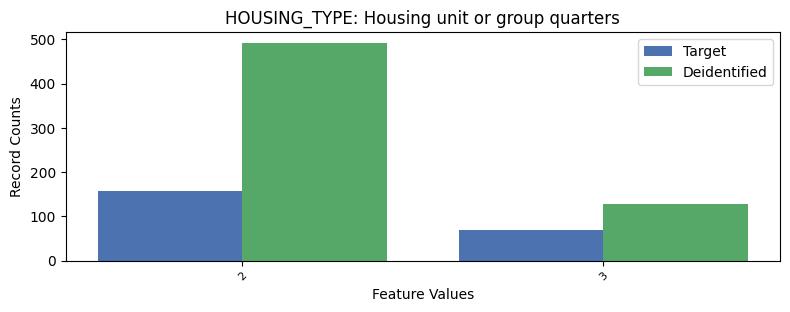 HOUSING_TYPE: Housing unit or group quarters
Target
Deidentified
Record Counts
500
400
300
200
100
0
2
3
Feature Values